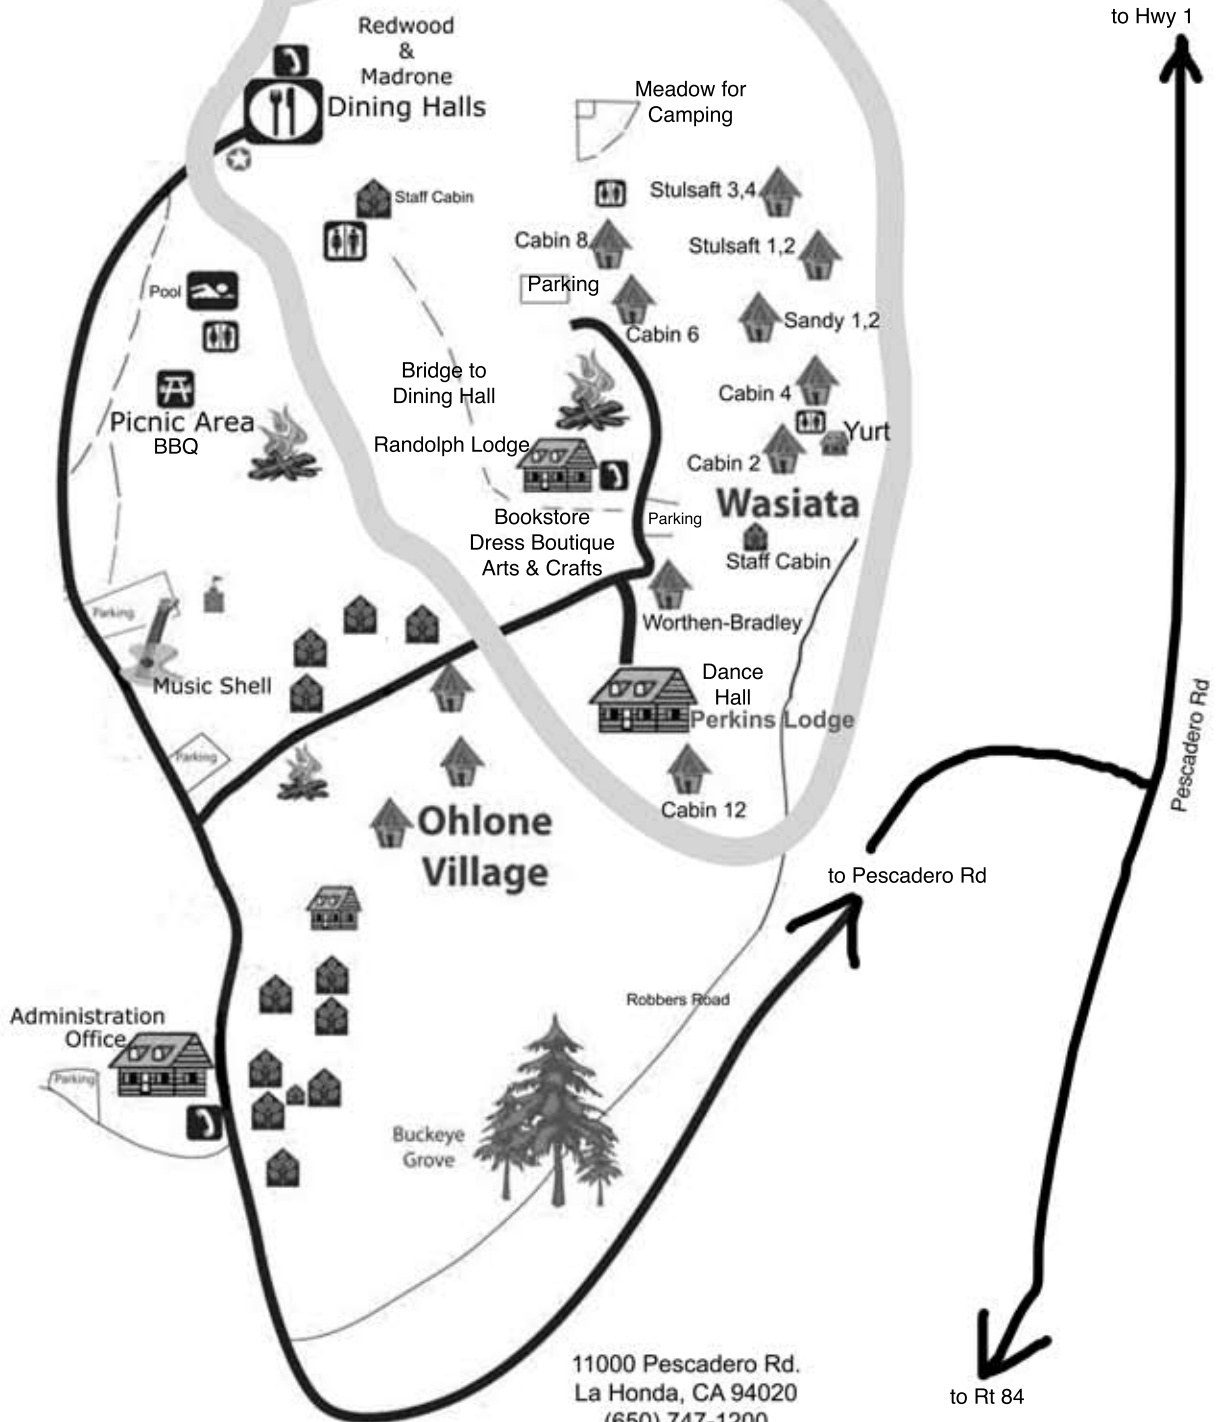 to Hwy 1
Redwood
&
Madrone
Dining Halls
Meadow for
Camping
Staff Cabin
Stulsaft 3,4
Cabin 8
Stulsaft 1,2
Pool
Parking
Cabin 6
Sandy 1,2
Bridge to
Dining Hall
Cabin 4
Picnic Area
BBQ
Randolph Lodge
Yurt
Cabin 2
Wasiata
Bookstore
Dress Boutique
Arts & Crafts
Parking
Staff Cabin
Parking
Worthen-Bradley
Music Shell
Dance
Hall
Perkins Lodge
Pescadero Rd
Parking
Cabin 12
Ohlone
Village
to Pescadero Rd
Robbers Road
Administration
Office
Parking
Buckeye
Grove
11000 Pescadero Rd.
La Honda, CA 94020
(650) 747-1200
to Rt 84